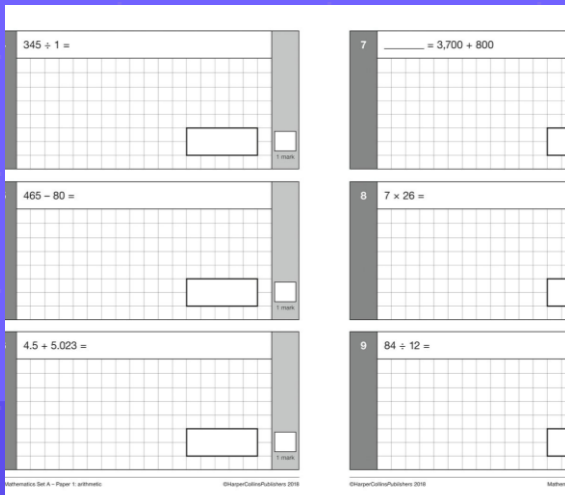 345 ÷ 1 =
1 mark
465 – 80 =
1 mark
4.5 + 5.023 =
1 mark
Mathematics Set A – Paper 1: arithmetic ©HarperCollinsPublishers 2018
7 ______ = 3,700 + 800
8 7 × 26 =
9 84 ÷ 12 =
©HarperCollinsPublishers 2018